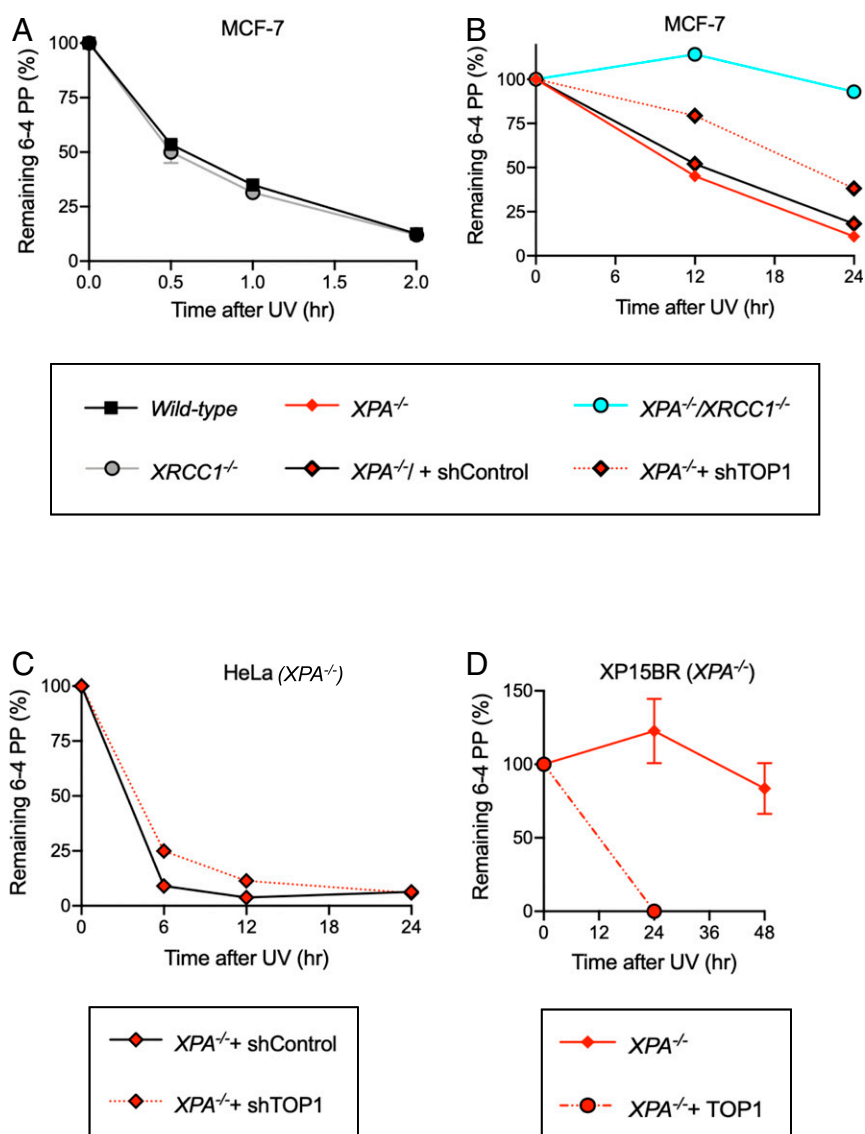 A
MCF-7
Remaining 6-4 PP (%)
100
75
50
25
0
0.0
0.5
1.0
1.5
2.0
Time after UV (hr)
B
MCF-7
Remaining 6-4 PP (%)
100
75
50
25
0
0
6
12
18
24
Time after UV (hr)
Wild-type
XPA-/-
XPA-/-/XRCC1-/-
XRCC1-/-
XPA-/-/ + shControl
XPA-/-+ shTOP1
C
HeLa (XPA-/-)
Remaining 6-4 PP (%)
100
75
50
25
0
0
6
12
24
Time after UV (hr)
XPA-/-+ shControl
XPA-/-+ shTOP1
D
XP15BR (XPA-/-)
Remaining 6-4 PP (%)
150
100
50
0
0
12
24
36
48
Time after UV (hr)
XPA-/-
XPA-/-+ TOP1